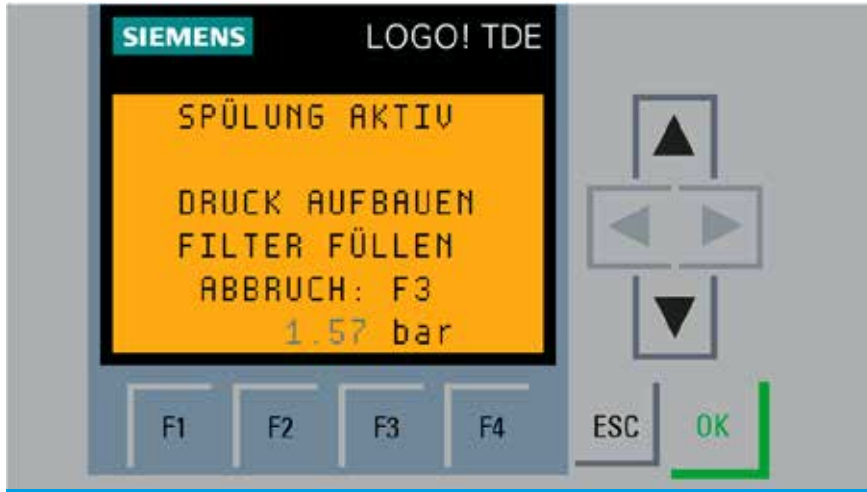 SIEMENS LOGO! TDE
SPÜLUNG AKTIV
DRUCK AUFBAUEN
FILTER FÜLLEN
ABBRUCH: F3
1.57 bar
F1 F2 F3 F4 ESC OK